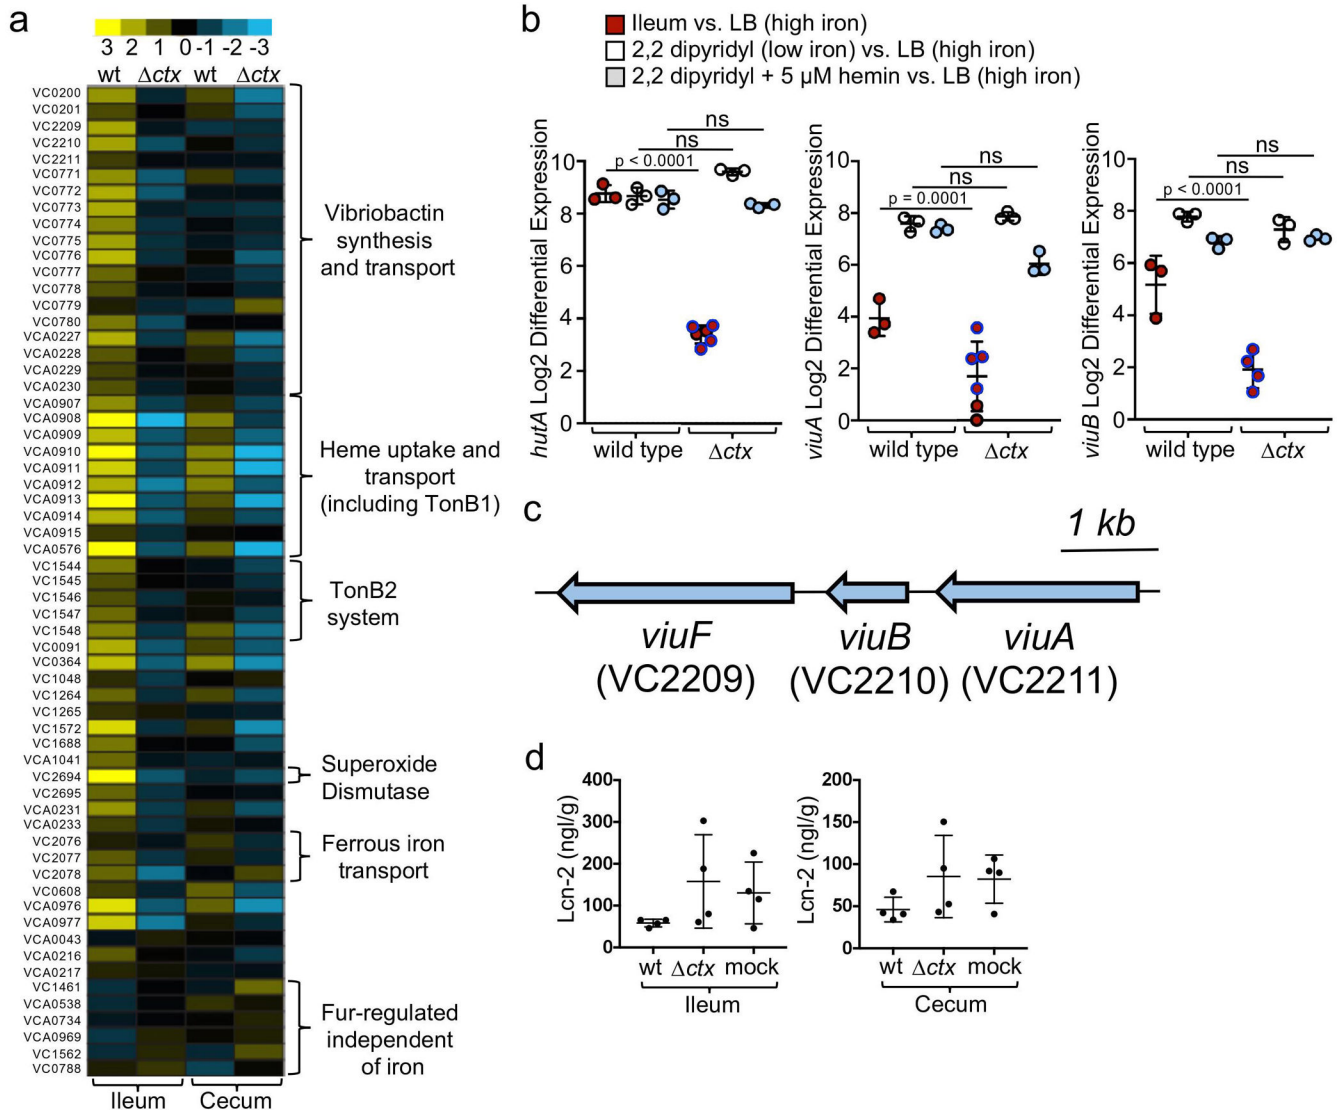 a
3 2 1 0 -1 -2 -3
wt Δctx wt Δctx
VC0200
VC0201
VC2209
VC2210
VC2211
VC0771
VC0772
VC0773
VC0774
VC0775
VC0776
VC0777
VC0778
VC0779
VC0780
VCA0227
VCA0228
VCA0229
VCA0230
VCA0907
VCA0908
VCA0909
VCA0910
VCA0911
VCA0912
VCA0913
VCA0914
VCA0915
VCA0576
VC1544
VC1545
VC1546
VC1547
VC1548
VC0091
VC0364
VC1048
VC1264
VC1265
VC1572
VC1688
VCA1041
VC2694
VC2695
VCA0231
VCA0233
VC2076
VC2077
VC2078
VC0608
VCA0976
VCA0977
VCA0043
VCA0216
VCA0217
VC1461
VCA0538
VCA0734
VCA0969
VC1562
VC0788
Vibriobactin
synthesis
and transport
Heme uptake and
transport
(including TonB1)
TonB2
system
Superoxide
Dismutase
Ferrous iron
transport
Fur-regulated
independent
of iron
Ileum Cecum
b
Ileum vs. LB (high iron)
2,2 dipyridyl (low iron) vs. LB (high iron)
2,2 dipyridyl + 5 µM hemin vs. LB (high iron)
hutA Log2 Differential Expression
10
8
6
4
2
0
ns
ns
p < 0.0001
wild type Δctx
viuA Log2 Differential Expression
10
8
6
4
2
0
ns
ns
p = 0.0001
wild type Δctx
viuB Log2 Differential Expression
10
8
6
4
2
0
ns
ns
p < 0.0001
wild type Δctx
c
1 kb
viuF viuB viuA
(VC2209) (VC2210) (VC2211)
d
Lcn-2 (ngl/g)
400
300
200
100
0
wt Δctx mock
Ileum
Lcn-2 (ngl/g)
200
150
100
50
0
wt Δctx mock
Cecum